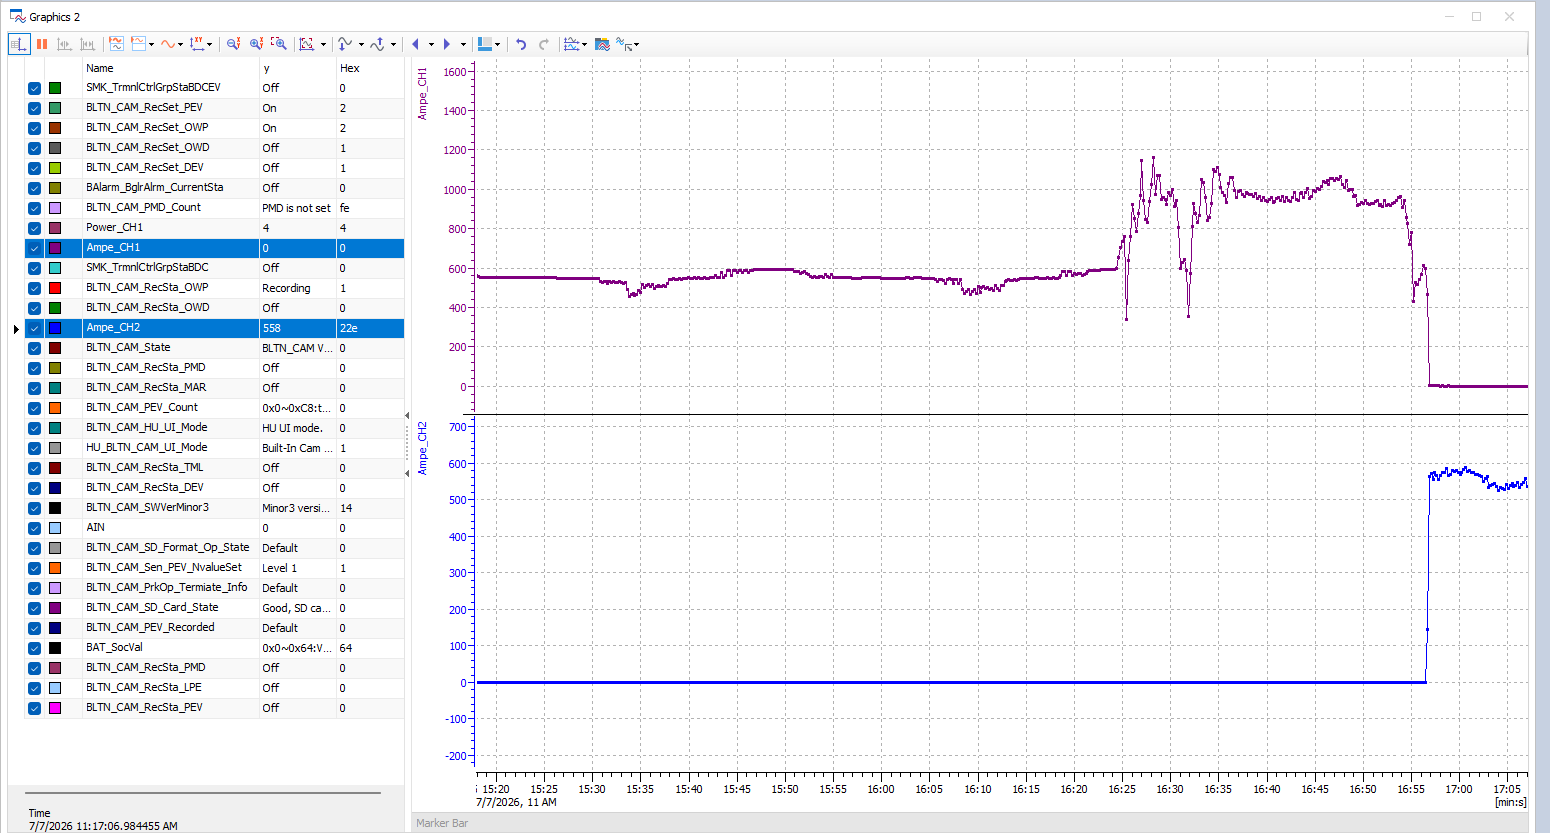 Graphics 2
Name y Hex
SMK_TrmnlCtrlGrpStaBDCEV Off 0
BLTN_CAM_RecSet_PEV On 2
BLTN_CAM_RecSet_OWP On 2
BLTN_CAM_RecSet_OWD Off 1
BLTN_CAM_RecSet_DEV Off 1
BAlarm_BglrAlrm_CurrentSta Off 0
BLTN_CAM_PMD_Count PMD is not set fe
Power_CH1 4 4
Ampe_CH1 0 0
SMK_TrmnlCtrlGrpStaBDC Off 0
BLTN_CAM_RecSta_OWP Recording 1
BLTN_CAM_RecSta_OWD Off 0
Ampe_CH2 558 22e
BLTN_CAM_State BLTN_CAM V... 0
BLTN_CAM_RecSta_PMD Off 0
BLTN_CAM_RecSta_MAR Off 0
BLTN_CAM_PEV_Count 0x0~0xC8:t... 0
BLTN_CAM_HU_UI_Mode HU UI mode. 0
HU_BLTN_CAM_UI_Mode Built-In Cam ... 1
BLTN_CAM_RecSta_TML Off 0
BLTN_CAM_RecSta_DEV Off 0
BLTN_CAM_SWVerMinor3 Minor3 versi... 14
AIN 0 0
BLTN_CAM_SD_Format_Op_State Default 0
BLTN_CAM_Sen_PEV_NvalueSet Level 1 1
BLTN_CAM_PrkOp_Termiate_Info Default 0
BLTN_CAM_SD_Card_State Good, SD ca... 0
BLTN_CAM_PEV_Recorded Default 0
BAT_SocVal 0x0~0x64:V... 64
BLTN_CAM_RecSta_PMD Off 0
BLTN_CAM_RecSta_LPE Off 0
BLTN_CAM_RecSta_PEV Off 0
Time
7/7/2026 11:17:06.984455 AM
Ampe_CH1
1600
1400
1200
1000
800
600
400
200
0
Ampe_CH2
700
600
500
400
300
200
100
0
-100
-200
15:20 15:25 15:30 15:35 15:40 15:45 15:50 15:55 16:00 16:05 16:10 16:15 16:20 16:25 16:30 16:35 16:40 16:45 16:50 16:55 17:00 17:05
7/7/2026, 11 AM [min:s]
Marker Bar